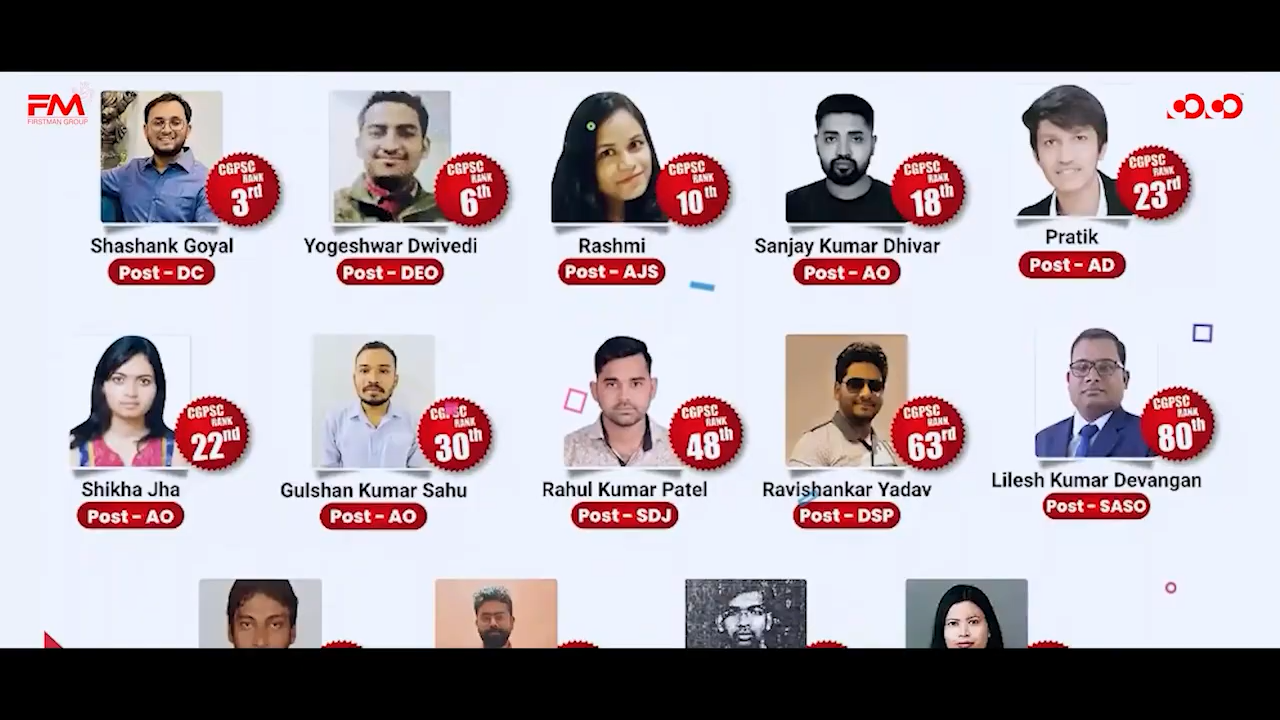 FM
FIRSTMAN GROUP
CGPSC
RANK
3rd
CGPSC
RANK
6th
CGPSC
RANK
10th
CGPSC
RANK
18th
CGPSC
RANK
23rd
Shashank Goyal
Yogeshwar Dwivedi
Rashmi
Sanjay Kumar Dhivar
Pratik
Post - DC
Post - DEO
Post - AJS
Post - AO
Post - AD
CGPSC
RANK
22nd
CGPSC
RANK
30th
CGPSC
RANK
48th
CGPSC
RANK
63rd
CGPSC
RANK
80th
Shikha Jha
Gulshan Kumar Sahu
Rahul Kumar Patel
Ravishankar Yadav
Lilesh Kumar Devangan
Post - AO
Post - AO
Post - SDJ
Post - DSP
Post - SASO